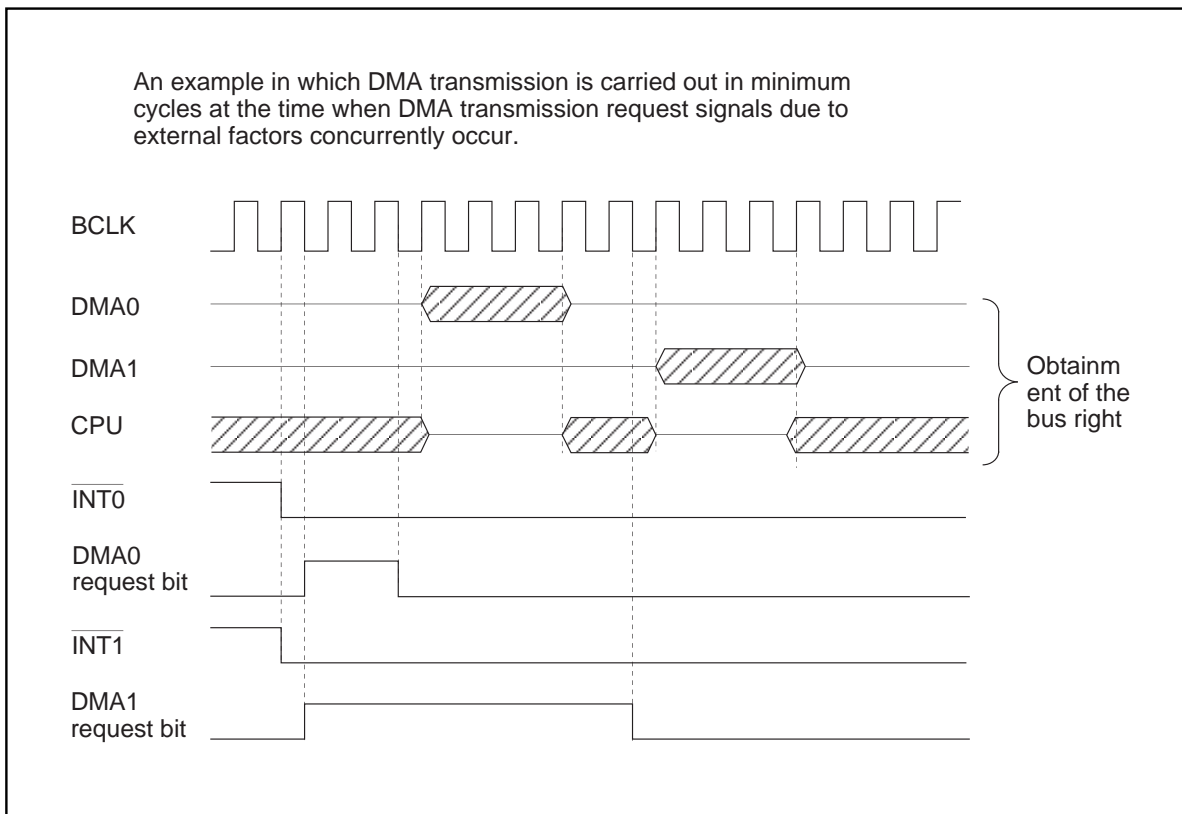 An example in which DMA transmission is carried out in minimum
cycles at the time when DMA transmission request signals due to
external factors concurrently occur.
BCLK
DMA0
DMA1
CPU
Obtainm
ent of the
bus right
INT0
DMA0
request bit
INT1
DMA1
request bit